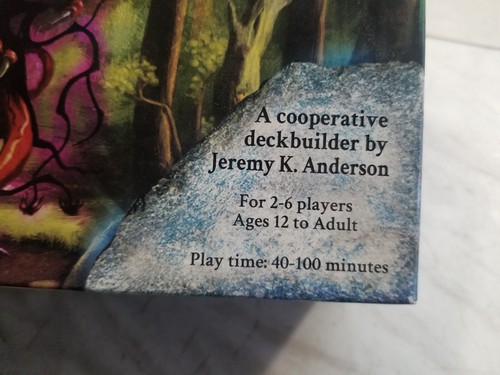 A cooperative
deckbuilder by
Jeremy K. Anderson
For 2-6 players
Ages 12 to Adult
Play time: 40-100 minutes